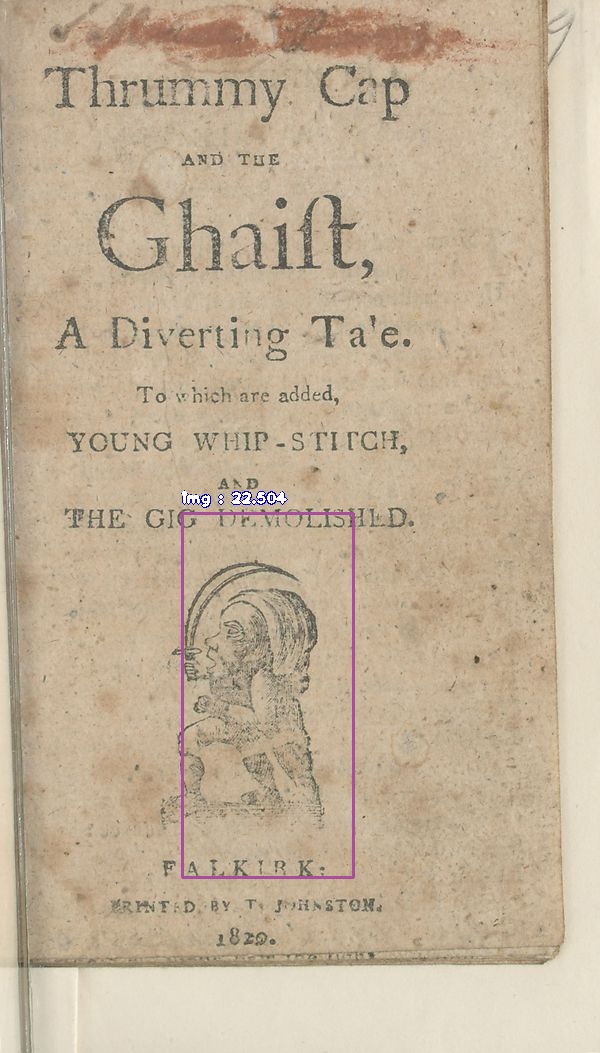 Thrummy Cap
AND THE
Ghaiſt,
A Diverting Ta'e.
To which are added,
YOUNG WHIP-STITCH,
AND
img : 22.504
THE GIG DEMOLISHED.
FALKIRK:
PRINTED BY T. JOHNSTON.
1820.